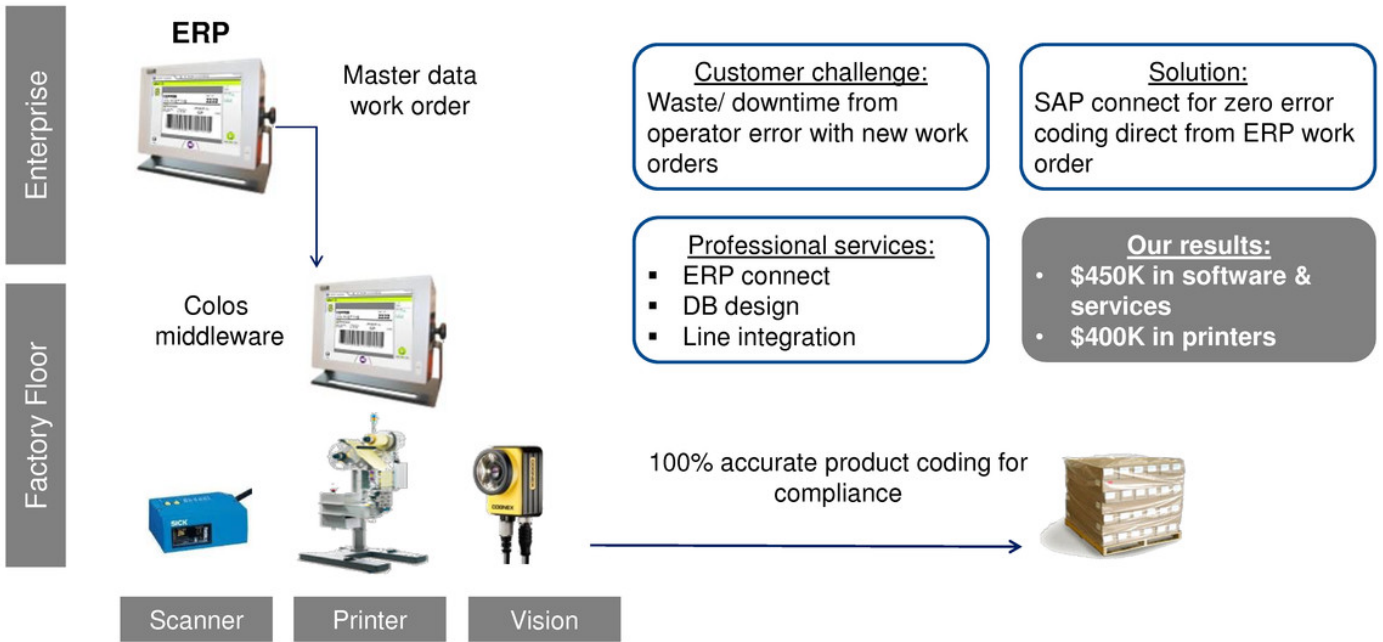 ERP
Master data
work order
Enterprise
Customer challenge:
Waste/ downtime from
operator error with new work
orders
Solution:
SAP connect for zero error
coding direct from ERP work
order
Professional services:
▪ ERP connect
▪ DB design
▪ Line integration
Our results:
• $450K in software &
services
• $400K in printers
Colos
middleware
Factory Floor
SICK
COGNEX
100% accurate product coding for
compliance
Scanner
Printer
Vision